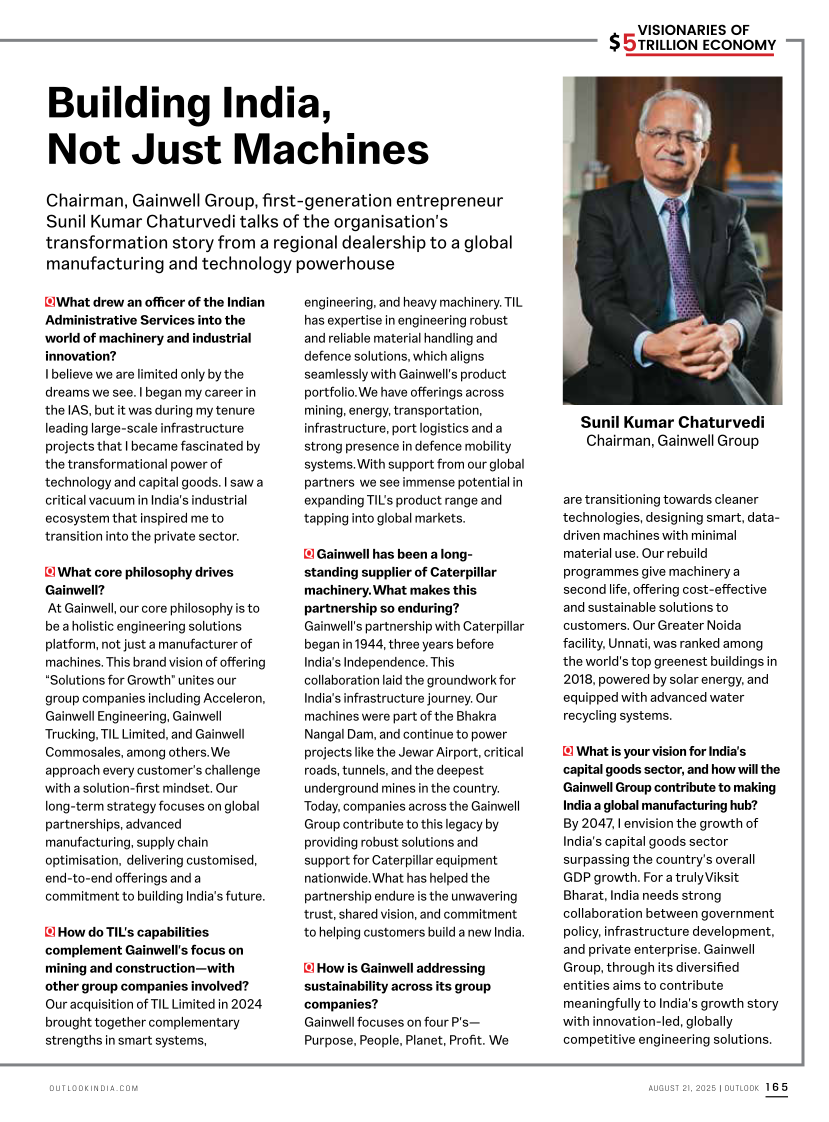 VISIONARIES OF
$5 TRILLION ECONOMY
Building India,
Not Just Machines
Chairman, Gainwell Group, first-generation entrepreneur
Sunil Kumar Chaturvedi talks of the organisation's
transformation story from a regional dealership to a global
manufacturing and technology powerhouse
Q What drew an officer of the Indian
Administrative Services into the
world of machinery and industrial
innovation?
I believe we are limited only by the
dreams we see. I began my career in
the IAS, but it was during my tenure
leading large-scale infrastructure
projects that I became fascinated by
the transformational power of
technology and capital goods. I saw a
critical vacuum in India's industrial
ecosystem that inspired me to
transition into the private sector.
Q What core philosophy drives
Gainwell?
At Gainwell, our core philosophy is to
be a holistic engineering solutions
platform, not just a manufacturer of
machines. This brand vision of offering
“Solutions for Growth” unites our
group companies including Acceleron,
Gainwell Engineering, Gainwell
Trucking, TIL Limited, and Gainwell
Commosales, among others. We
approach every customer's challenge
with a solution-first mindset. Our
long-term strategy focuses on global
partnerships, advanced
manufacturing, supply chain
optimisation, delivering customised,
end-to-end offerings and a
commitment to building India's future.
Q How do TIL's capabilities
complement Gainwell's focus on
mining and construction—with
other group companies involved?
Our acquisition of TIL Limited in 2024
brought together complementary
strengths in smart systems,
engineering, and heavy machinery. TIL
has expertise in engineering robust
and reliable material handling and
defence solutions, which aligns
seamlessly with Gainwell's product
portfolio. We have offerings across
mining, energy, transportation,
infrastructure, port logistics and a
strong presence in defence mobility
systems. With support from our global
partners we see immense potential in
expanding TIL's product range and
tapping into global markets.
Q Gainwell has been a long-
standing supplier of Caterpillar
machinery. What makes this
partnership so enduring?
Gainwell's partnership with Caterpillar
began in 1944, three years before
India's Independence. This
collaboration laid the groundwork for
India's infrastructure journey. Our
machines were part of the Bhakra
Nangal Dam, and continue to power
projects like the Jewar Airport, critical
roads, tunnels, and the deepest
underground mines in the country.
Today, companies across the Gainwell
Group contribute to this legacy by
providing robust solutions and
support for Caterpillar equipment
nationwide. What has helped the
partnership endure is the unwavering
trust, shared vision, and commitment
to helping customers build a new India.
Q How is Gainwell addressing
sustainability across its group
companies?
Gainwell focuses on four P's—
Purpose, People, Planet, Profit. We
Sunil Kumar Chaturvedi
Chairman, Gainwell Group
are transitioning towards cleaner
technologies, designing smart, data-
driven machines with minimal
material use. Our rebuild
programmes give machinery a
second life, offering cost-effective
and sustainable solutions to
customers. Our Greater Noida
facility, Unnati, was ranked among
the world's top greenest buildings in
2018, powered by solar energy, and
equipped with advanced water
recycling systems.
Q What is your vision for India's
capital goods sector, and how will the
Gainwell Group contribute to making
India a global manufacturing hub?
By 2047, I envision the growth of
India's capital goods sector
surpassing the country's overall
GDP growth. For a truly Viksit
Bharat, India needs strong
collaboration between government
policy, infrastructure development,
and private enterprise. Gainwell
Group, through its diversified
entities aims to contribute
meaningfully to India's growth story
with innovation-led, globally
competitive engineering solutions.
OUTLOOKINDIA.COM
AUGUST 21, 2025 | OUTLOOK 165